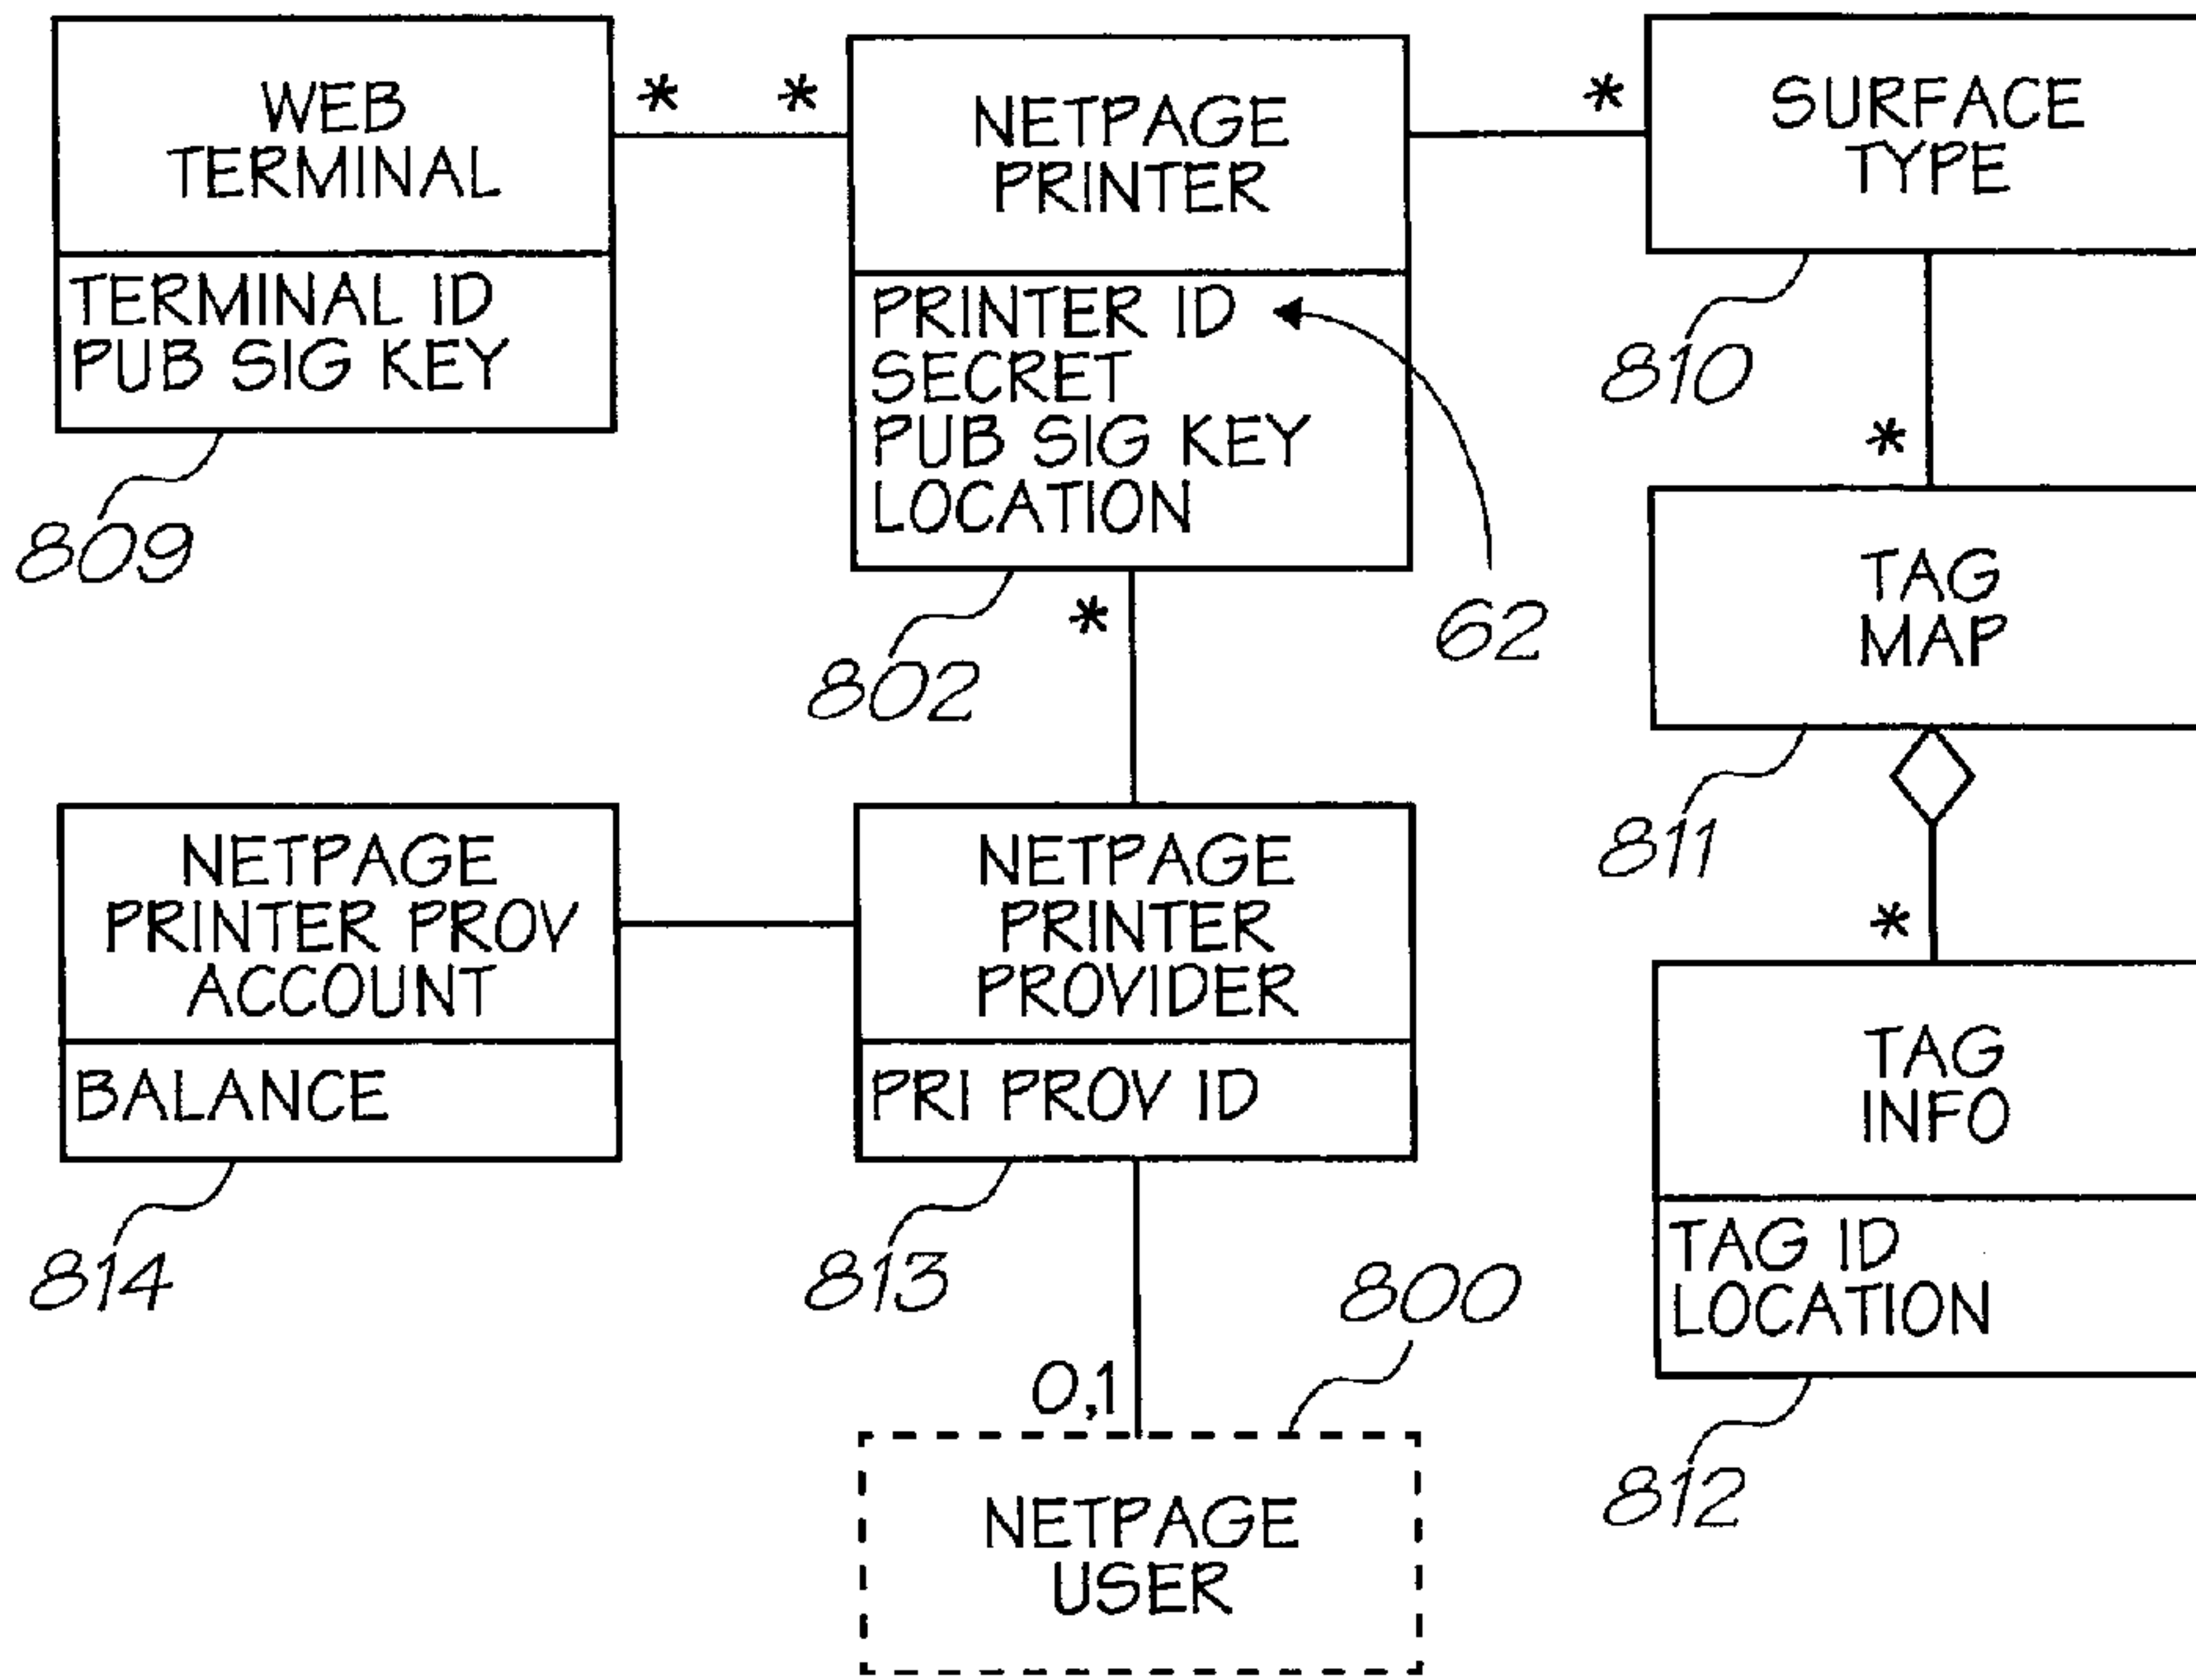 WEB
TERMINAL
TERMINAL ID
PUB SIG KEY
809
*
*
NETPAGE
PRINTER
PRINTER ID
SECRET
PUB SIG KEY
LOCATION
802
62
*
*
SURFACE
TYPE
810
*
TAG
MAP
811
*
TAG
INFO
TAG ID
LOCATION
812
NETPAGE
PRINTER PROV
ACCOUNT
BALANCE
814
NETPAGE
PRINTER
PROVIDER
PRI PROV ID
813
800
0,1
NETPAGE
USER